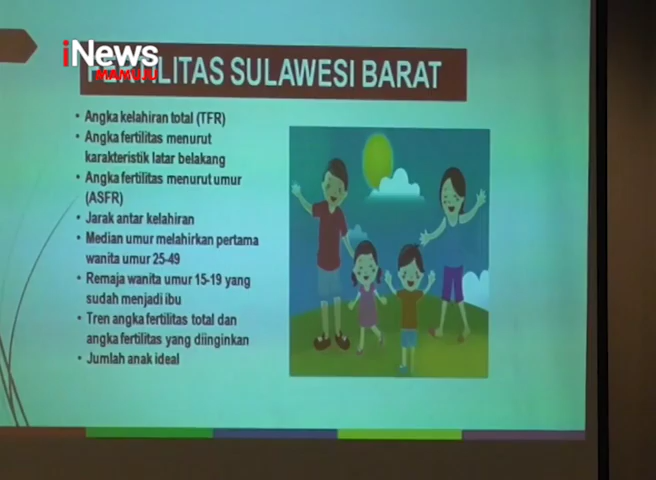 iNews
MAMUJU
FERTILITAS SULAWESI BARAT
• Angka kelahiran total (TFR)
• Angka fertilitas menurut
karakteristik latar belakang
• Angka fertilitas menurut umur
(ASFR)
• Jarak antar kelahiran
• Median umur melahirkan pertama
wanita umur 25-49
• Remaja wanita umur 15-19 yang
sudah menjadi ibu
• Tren angka fertilitas total dan
angka fertilitas yang diinginkan
• Jumlah anak ideal